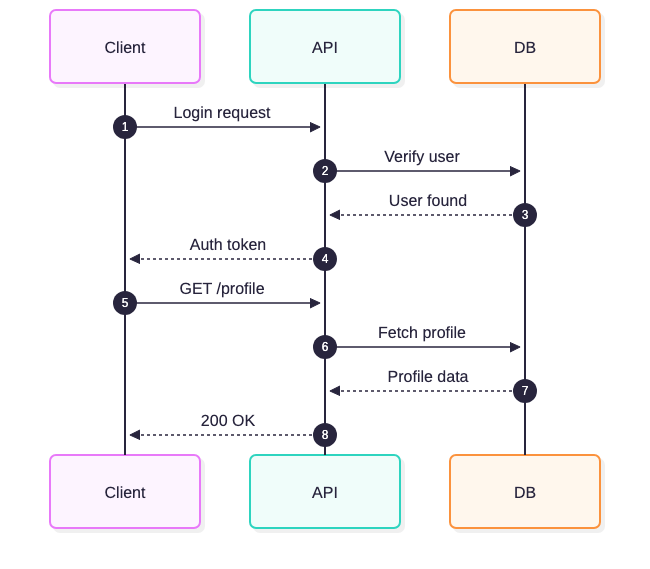 Client
API
DB
Login request
1
Verify user
2
User found
3
Auth token
4
GET /profile
5
Fetch profile
6
Profile data
7
200 OK
8
Client
API
DB